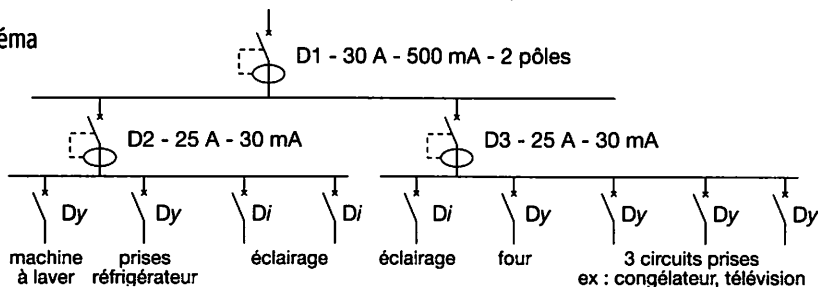 éma
D1 - 30 A - 500 mA - 2 pôles
D2 - 25 A - 30 mA
D3 - 25 A - 30 mA
Dy Dy Di Di Di Dy Dy Dy Dy
machine prises éclairage éclairage four 3 circuits prises
à laver réfrigérateur ex : congélateur, télévision